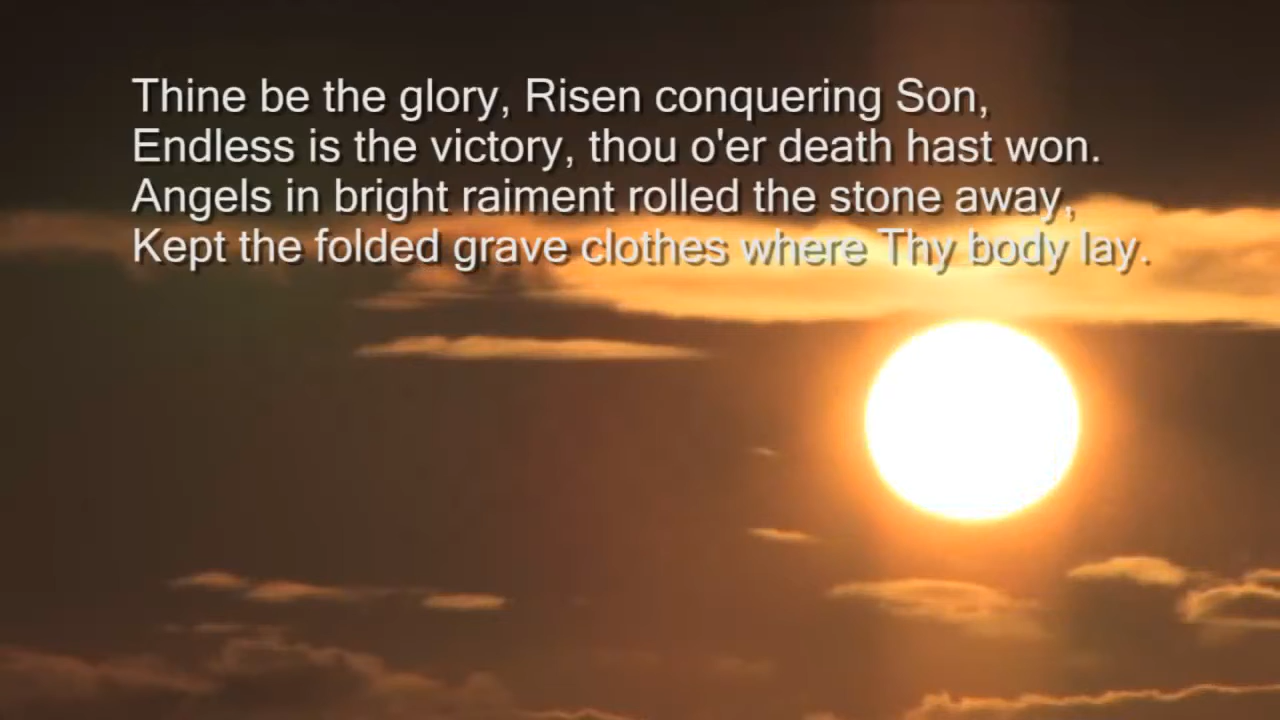 Thine be the glory, Risen conquering Son,
Endless is the victory, thou o'er death hast won.
Angels in bright raiment rolled the stone away,
Kept the folded grave clothes where Thy body lay.